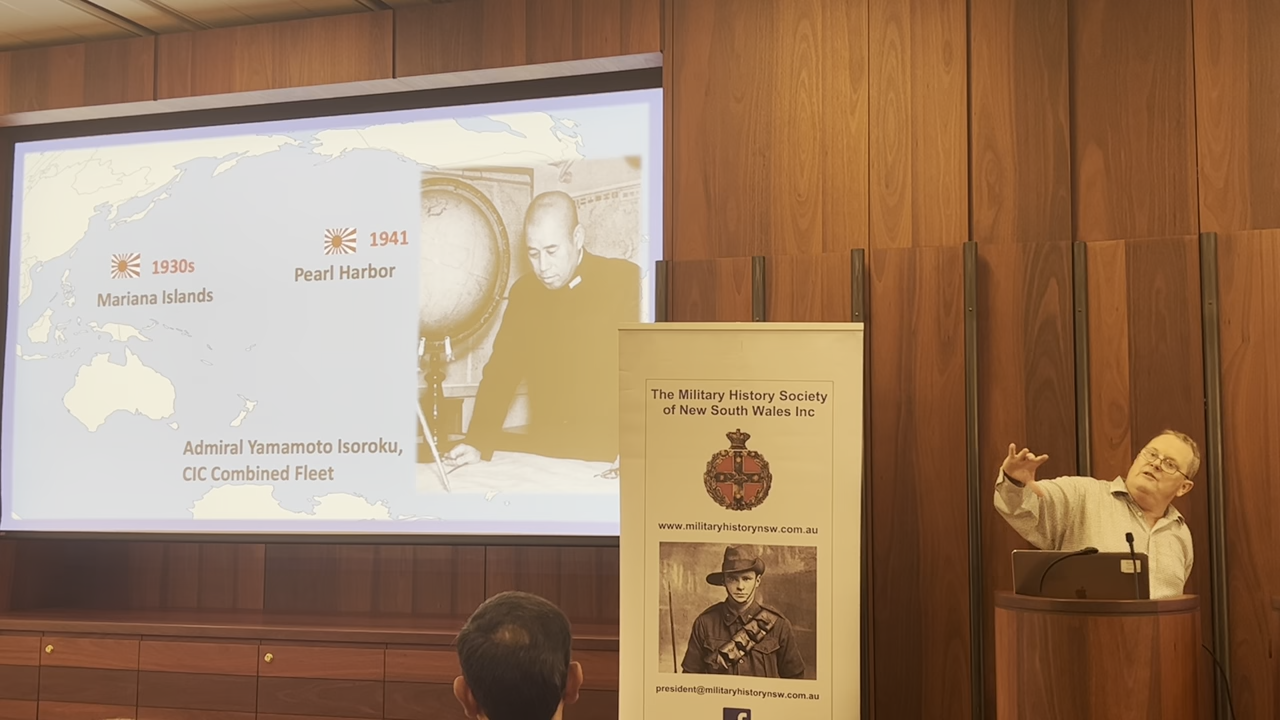 1941
Pearl Harbor
1930s
Mariana Islands
Admiral Yamamoto Isoroku,
CIC Combined Fleet
The Military History Society
of New South Wales Inc
www.militaryhistorynsw.com.au
president@militaryhistorynsw.com.au